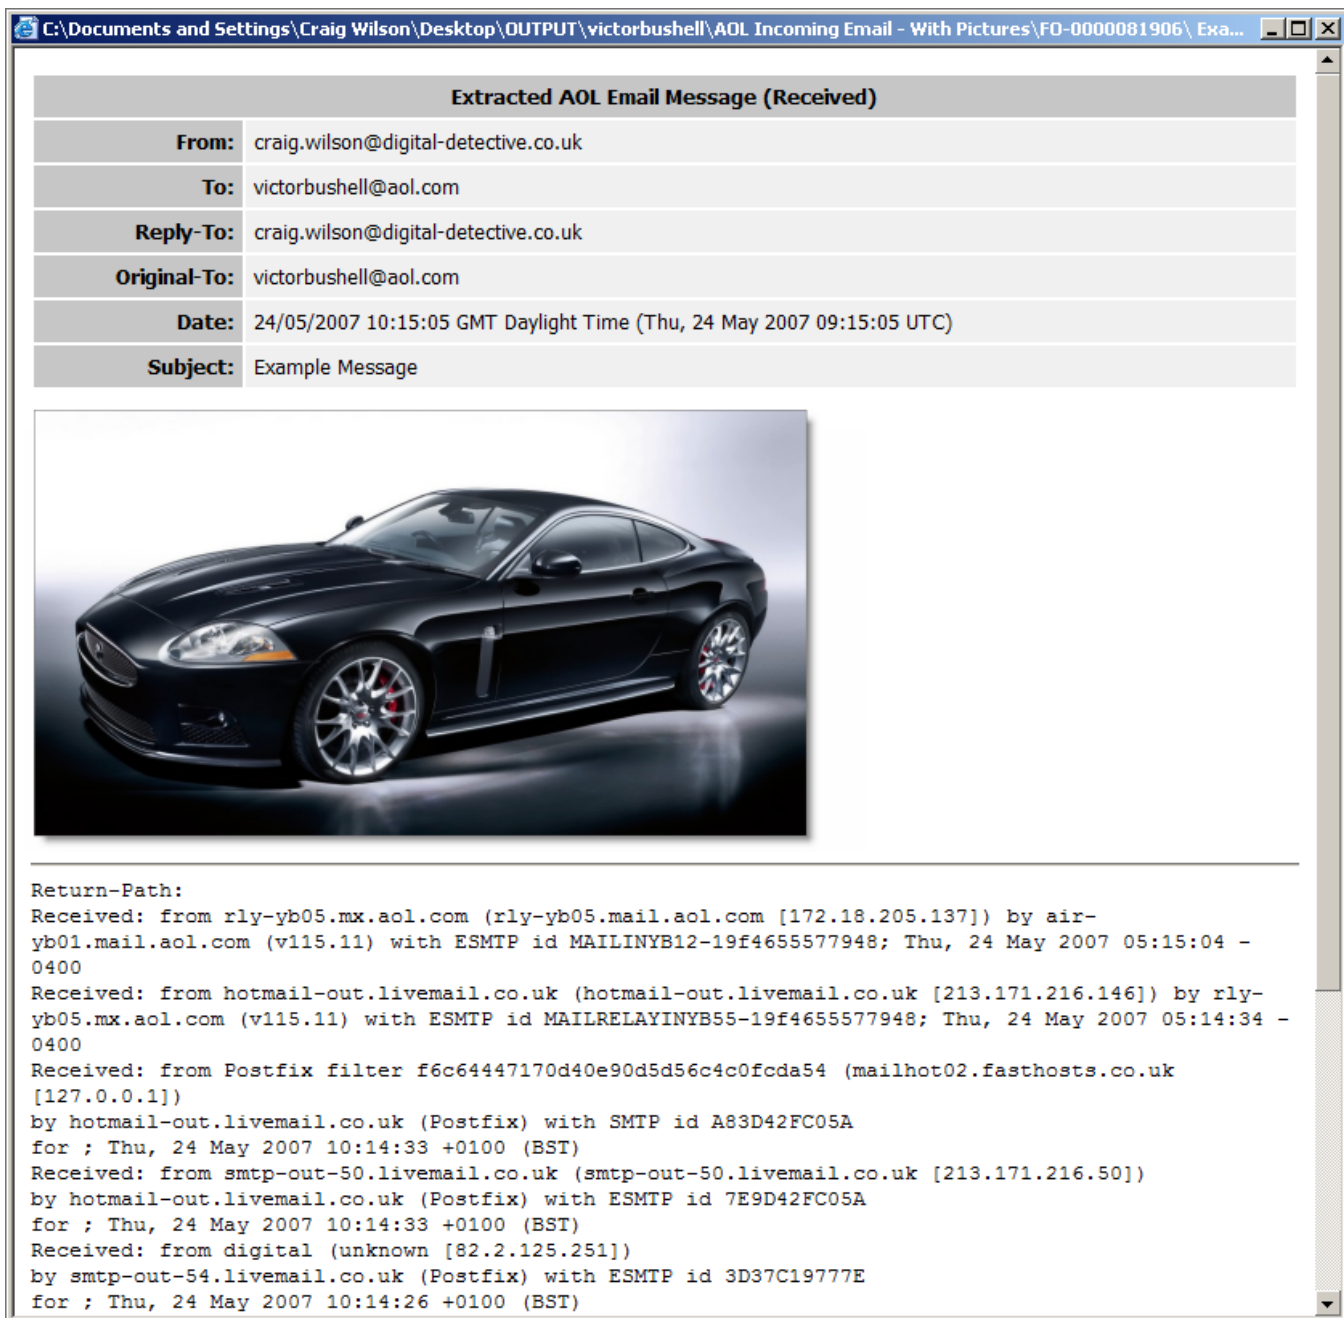 C:\Documents and Settings\Craig Wilson\Desktop\OUTPUT\victorbushell\AOL Incoming Email - With Pictures\FO-0000081906\ Exa...
Extracted AOL Email Message (Received)
From: craig.wilson@digital-detective.co.uk
To: victorbushell@aol.com
Reply-To: craig.wilson@digital-detective.co.uk
Original-To: victorbushell@aol.com
Date: 24/05/2007 10:15:05 GMT Daylight Time (Thu, 24 May 2007 09:15:05 UTC)
Subject: Example Message
Return-Path:
Received: from rly-yb05.mx.aol.com (rly-yb05.mail.aol.com [172.18.205.137]) by air-
yb01.mail.aol.com (v115.11) with ESMTP id MAILINYB12-19f4655577948; Thu, 24 May 2007 05:15:04 -
0400
Received: from hotmail-out.livemail.co.uk (hotmail-out.livemail.co.uk [213.171.216.146]) by rly-
yb05.mx.aol.com (v115.11) with ESMTP id MAILRELAYINYB55-19f4655577948; Thu, 24 May 2007 05:14:34 -
0400
Received: from Postfix filter f6c64447170d40e90d5d56c4c0fcda54 (mailhot02.fasthosts.co.uk
[127.0.0.1])
by hotmail-out.livemail.co.uk (Postfix) with SMTP id A83D42FC05A
for ; Thu, 24 May 2007 10:14:33 +0100 (BST)
Received: from smtp-out-50.livemail.co.uk (smtp-out-50.livemail.co.uk [213.171.216.50])
by hotmail-out.livemail.co.uk (Postfix) with ESMTP id 7E9D42FC05A
for ; Thu, 24 May 2007 10:14:33 +0100 (BST)
Received: from digital (unknown [82.2.125.251])
by smtp-out-54.livemail.co.uk (Postfix) with ESMTP id 3D37C19777E
for ; Thu, 24 May 2007 10:14:26 +0100 (BST)